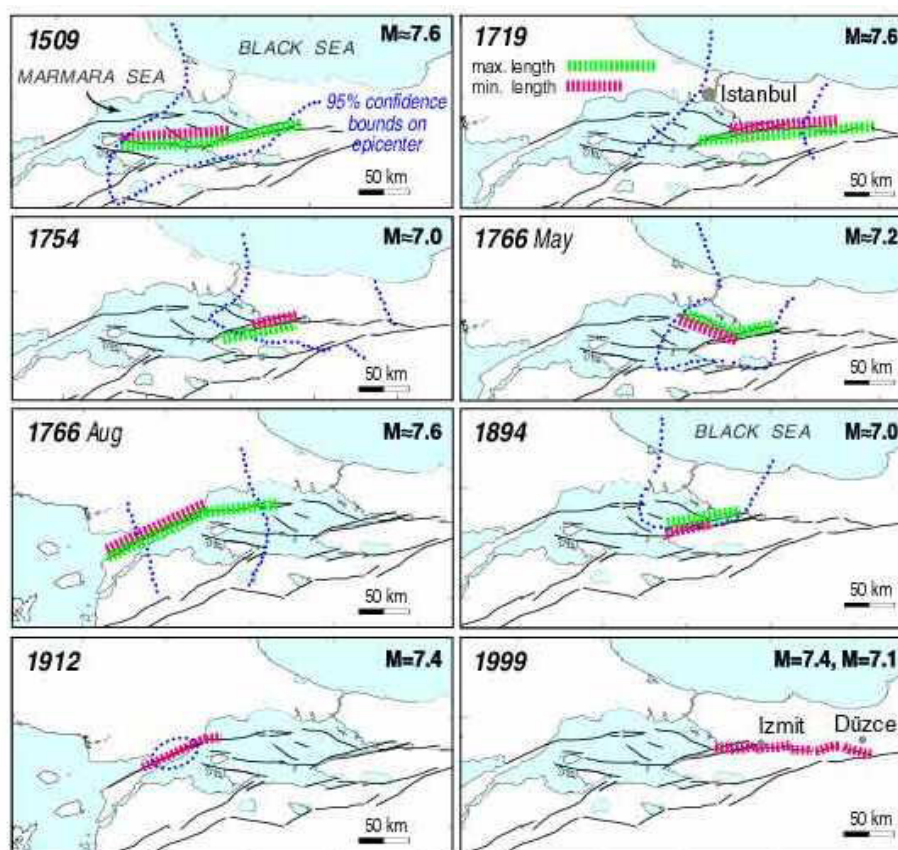 1509
M≈7.6
BLACK SEA
MARMARA SEA
95% confidence
bounds on
epicenter
50 km
1719
M≈7.6
max. length
min. length
Istanbul
50 km
1754
M≈7.0
50 km
1766 May
M≈7.2
50 km
1766 Aug
M≈7.6
50 km
1894
BLACK SEA
M≈7.0
50 km
1912
M=7.4
50 km
1999
M=7.4, M=7.1
Izmit
Düzce
50 km